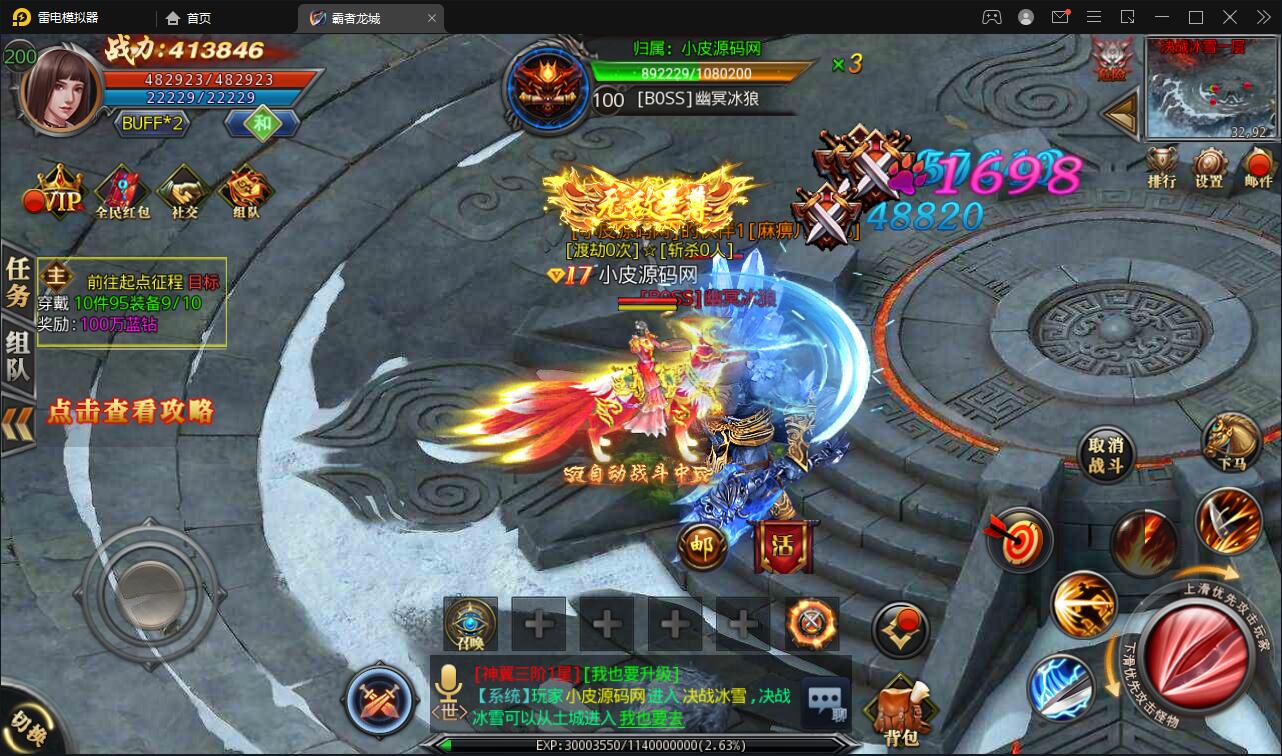 雷电模拟器
首页
霸者龙城
200
战力:413846
482923/482923
22229/22229
BUFF*2
和
归属：小皮源码网
892229/1080200
×3
100 [BOSS]幽冥冰狼
危险
决战冰雪一层
32,92
VIP
全民红包
社交
组队
排行
设置
邮件
1698
48820
无敌至尊
[渡劫0次]☆[斩杀0人]
17 小皮源码网
[BOSS]幽冥冰狼
任务
组队
主 前往起点征程 目标
穿戴 10件95装备9/10
奖励:100万蓝钻
点击查看攻略
自动战斗中
取消战斗
下马
邮
活
召唤
上滑优先攻击玩家
下滑优先攻击怪物
[神翼三阶1星] [我也要升级]
【系统】玩家小皮源码网进入 决战冰雪 , 决战
冰雪可以从土城进入 我也要去
世
聊
背包
切换
EXP:30003550/1140000000(2.63%)